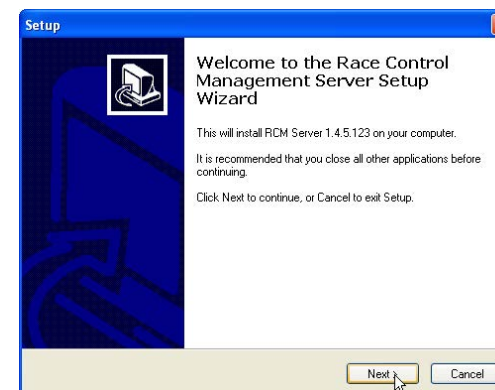 Setup
Welcome to the Race Control
Management Server Setup
Wizard
This will install RCM Server 1.4.5.123 on your computer.
It is recommended that you close all other applications before
continuing.
Click Next to continue, or Cancel to exit Setup.
Next >
Cancel